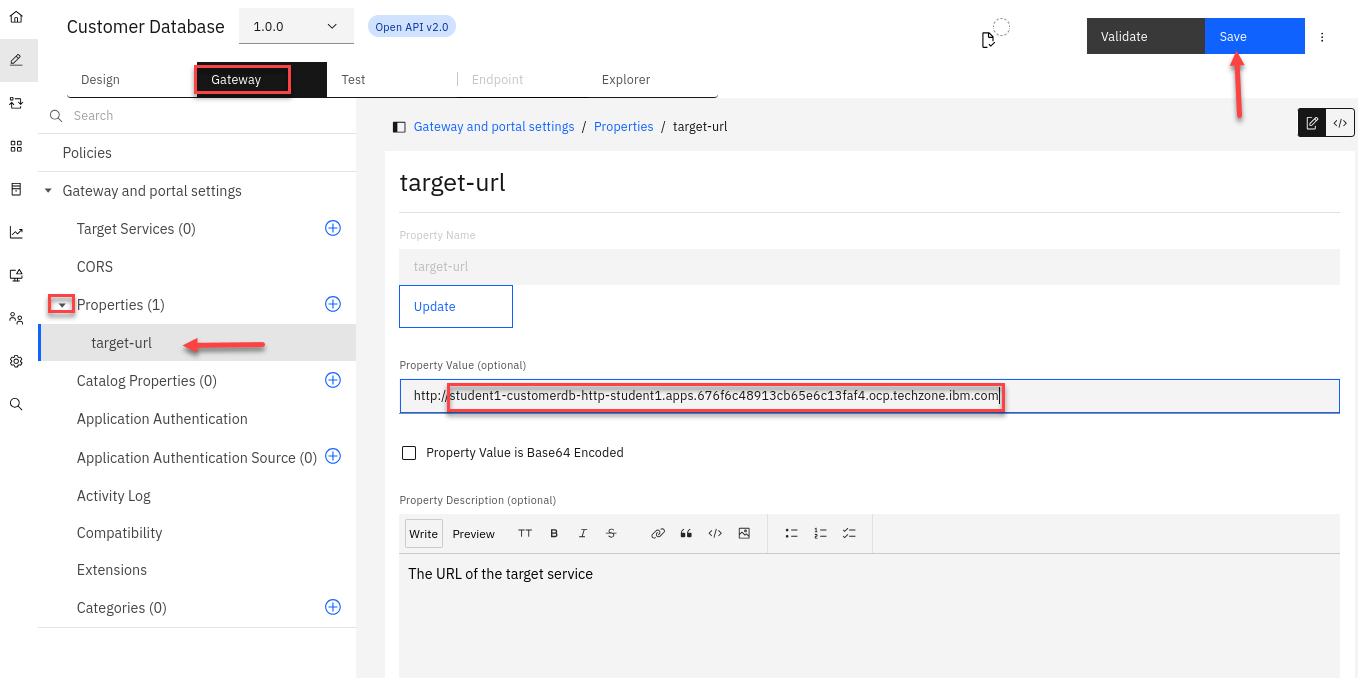 Customer Database
1.0.0
Open API v2.0
Validate
Save
Design
Gateway
Test
Endpoint
Explorer
Search
Policies
Gateway and portal settings
Target Services (0)
CORS
Properties (1)
target-url
Catalog Properties (0)
Application Authentication
Application Authentication Source (0)
Activity Log
Compatibility
Extensions
Categories (0)
Gateway and portal settings / Properties / target-url
target-url
Property Name
target-url
Update
Property Value (optional)
http://student1-customerdb-http-student1.apps.676f6c48913cb65e6c13faf4.ocp.techzone.ibm.com
Property Value is Base64 Encoded
Property Description (optional)
Write Preview TT B I S
The URL of the target service